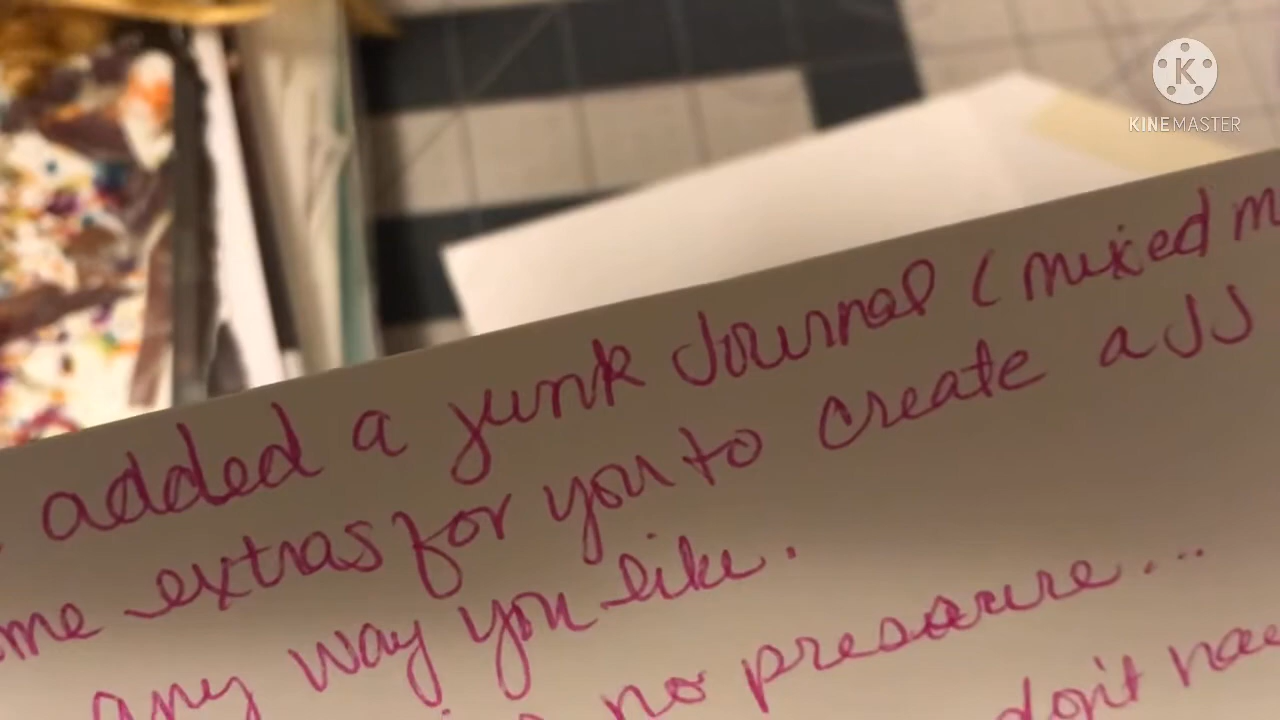 KINEMASTER
added a junk Journal (mixed m
me extras for you to create a JJ
any way you like.
no pressure...
don't